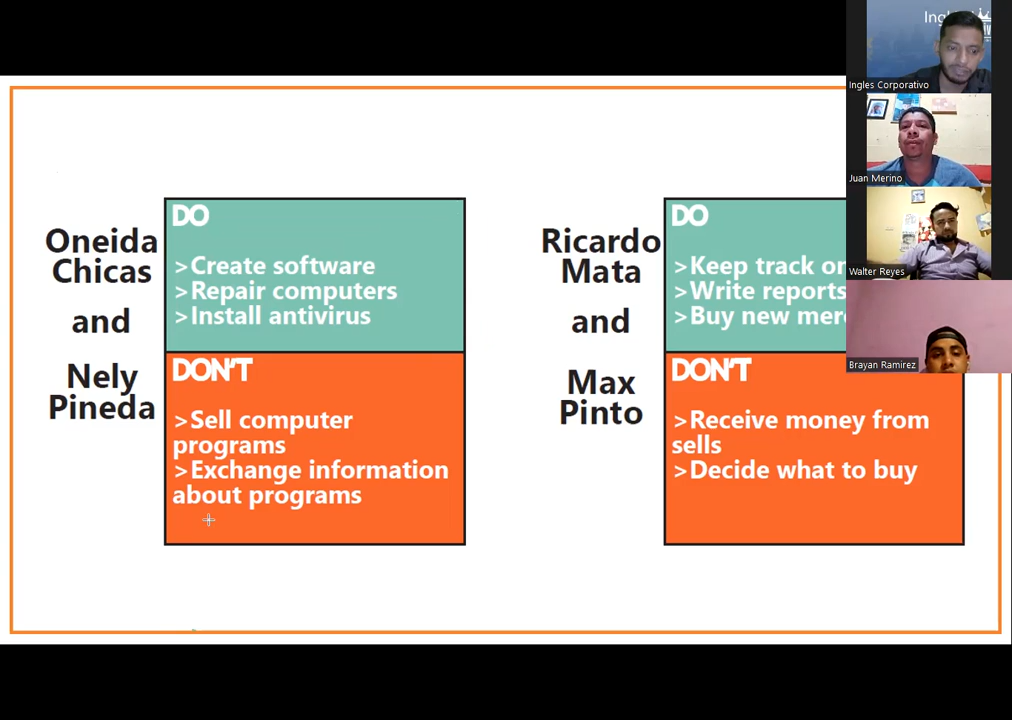 Oneida
Chicas
and
Nely
Pineda
DO
>Create software
>Repair computers
>Install antivirus
DON'T
>Sell computer
programs
>Exchange information
about programs
Ricardo
Mata
and
Max
Pinto
DO
>Keep track
>Write reports
>Buy new
DON'T
>Receive money from
sells
>Decide what to buy
Ingles Corporativo
Juan Merino
Walter Reyes
Brayan Ramirez